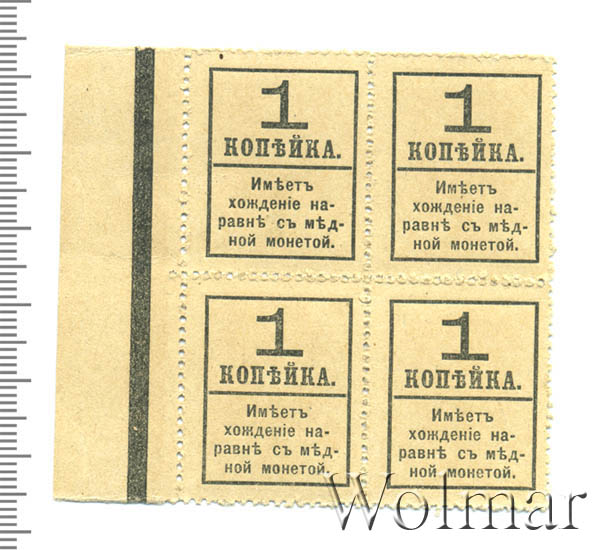 1
КОПѢЙКА.
Имѣетъ
хожденіе на-
равнѣ съ мѣд-
ной монетой.
1
КОПѢЙКА.
Имѣетъ
хожденіе на-
равнѣ съ мѣд-
ной монетой.
1
КОПѢЙКА.
Имѣетъ
хожденіе на-
равнѣ съ мѣд-
ной монетой.
1
КОПѢЙКА.
Имѣетъ
хожденіе на-
равнѣ съ мѣд-
ной монетой.
Wolmar